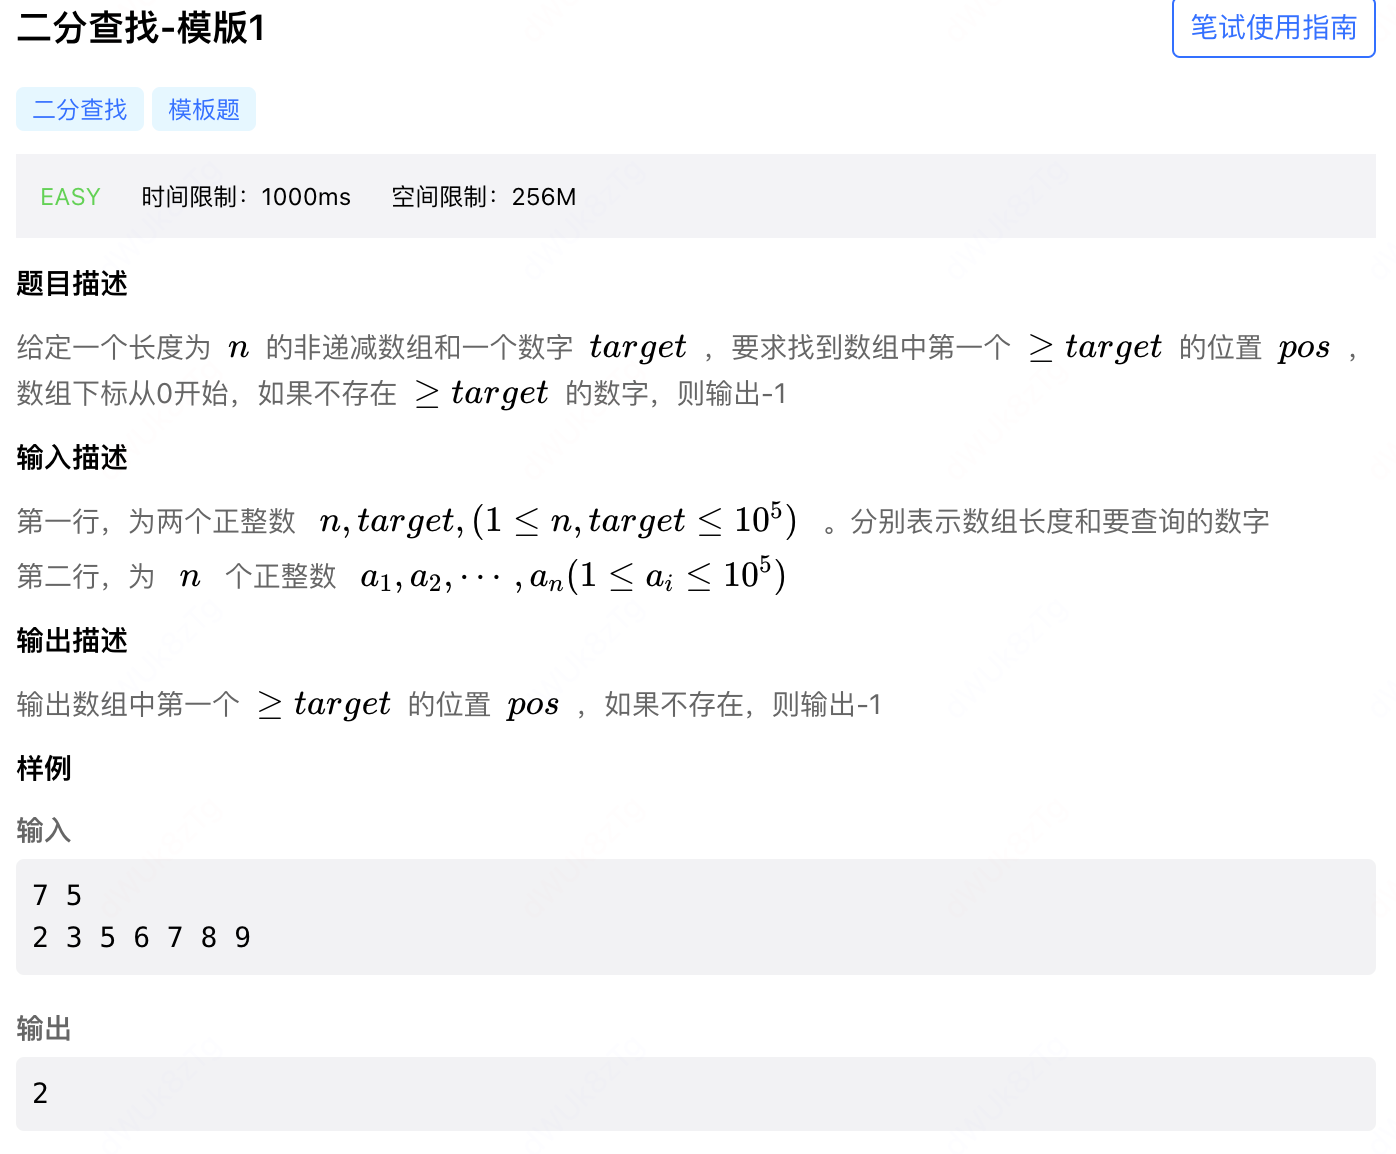 二分查找-模版1
笔试使用指南
二分查找 模板题
EASY 时间限制：1000ms 空间限制：256M
题目描述
给定一个长度为 n 的非递减数组和一个数字 target ，要求找到数组中第一个 ≥ target 的位置 pos ，
数组下标从0开始，如果不存在 ≥ target 的数字，则输出-1
输入描述
第一行，为两个正整数 n, target, (1 ≤ n, target ≤ 10^5) 。分别表示数组长度和要查询的数字
第二行，为 n 个正整数 a_1, a_2, ⋯ , a_n(1 ≤ a_i ≤ 10^5)
输出描述
输出数组中第一个 ≥ target 的位置 pos ，如果不存在，则输出-1
样例
输入
7 5
2 3 5 6 7 8 9
输出
2